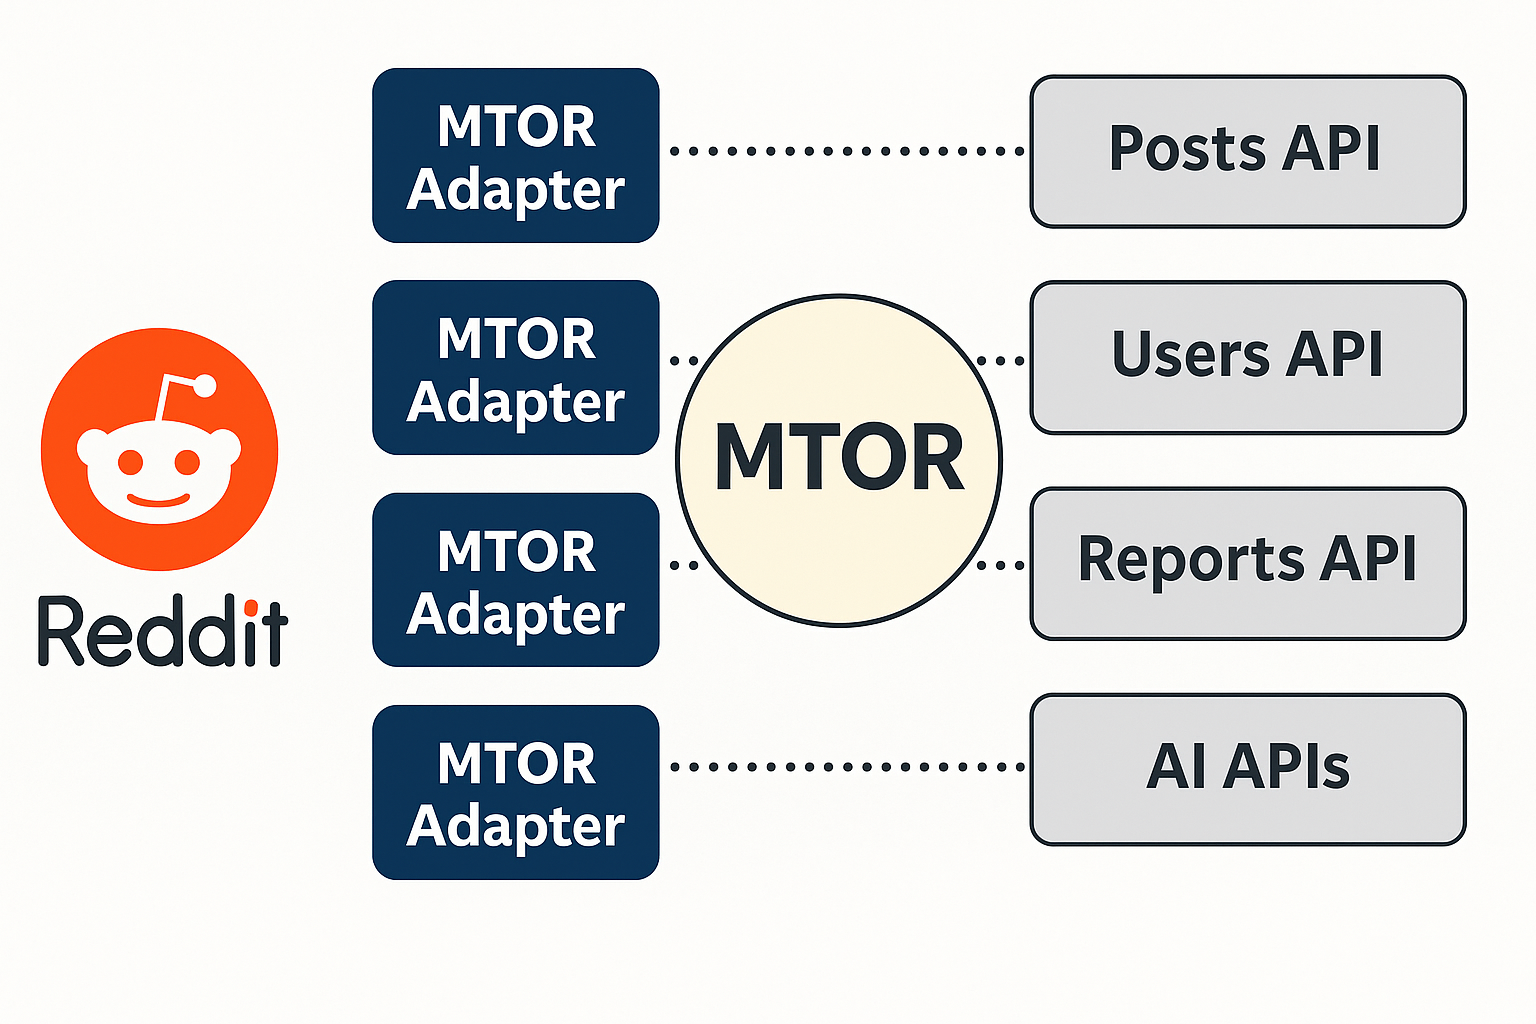 Reddit
MTOR
Adapter
MTOR
Adapter
MTOR
Adapter
MTOR
Adapter
MTOR
Posts API
Users API
Reports API
AI APIs